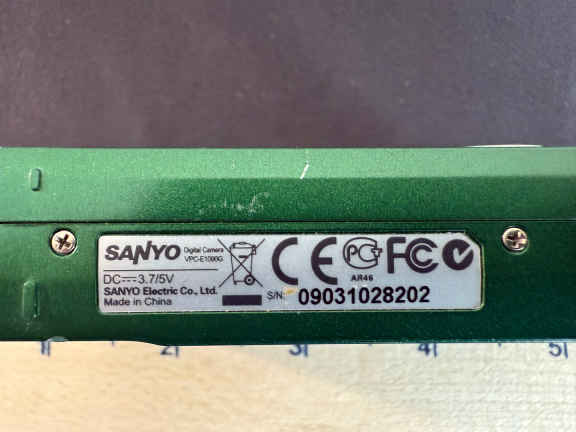 SANYO Digital Camera
VPC-E1090G
DC⎓3.7/5V
SANYO Electric Co., Ltd.
Made in China
CE PG FC
AR46
S/N: 09031028202
1 2 3 4 5